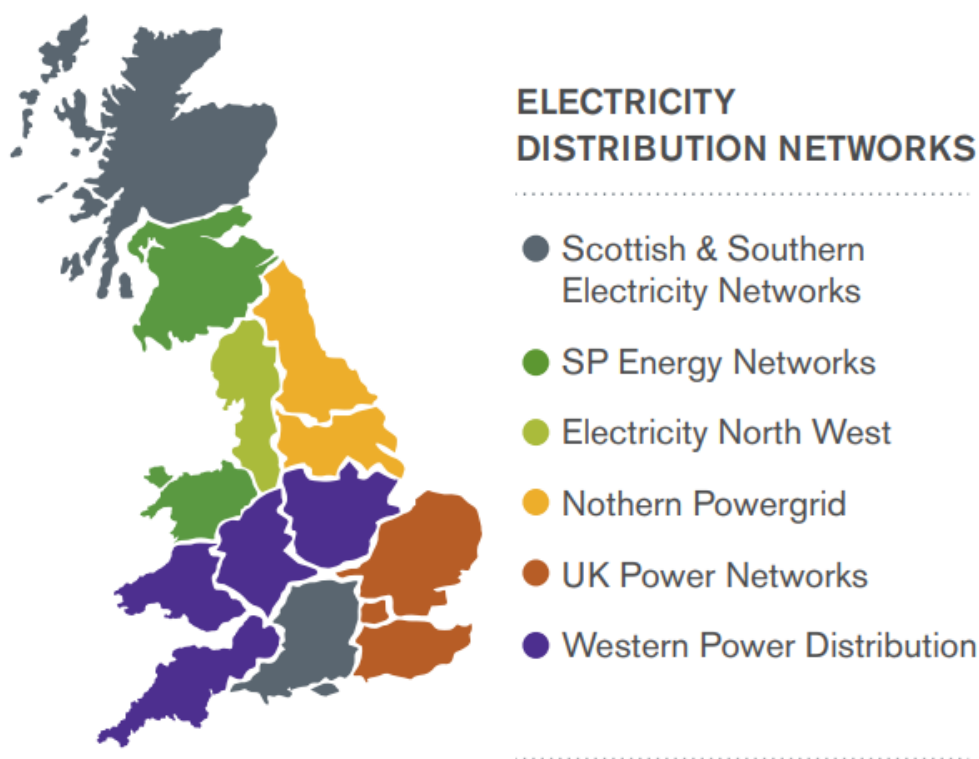 ELECTRICITY
DISTRIBUTION NETWORKS
Scottish & Southern
Electricity Networks
SP Energy Networks
Electricity North West
Nothern Powergrid
UK Power Networks
Western Power Distribution